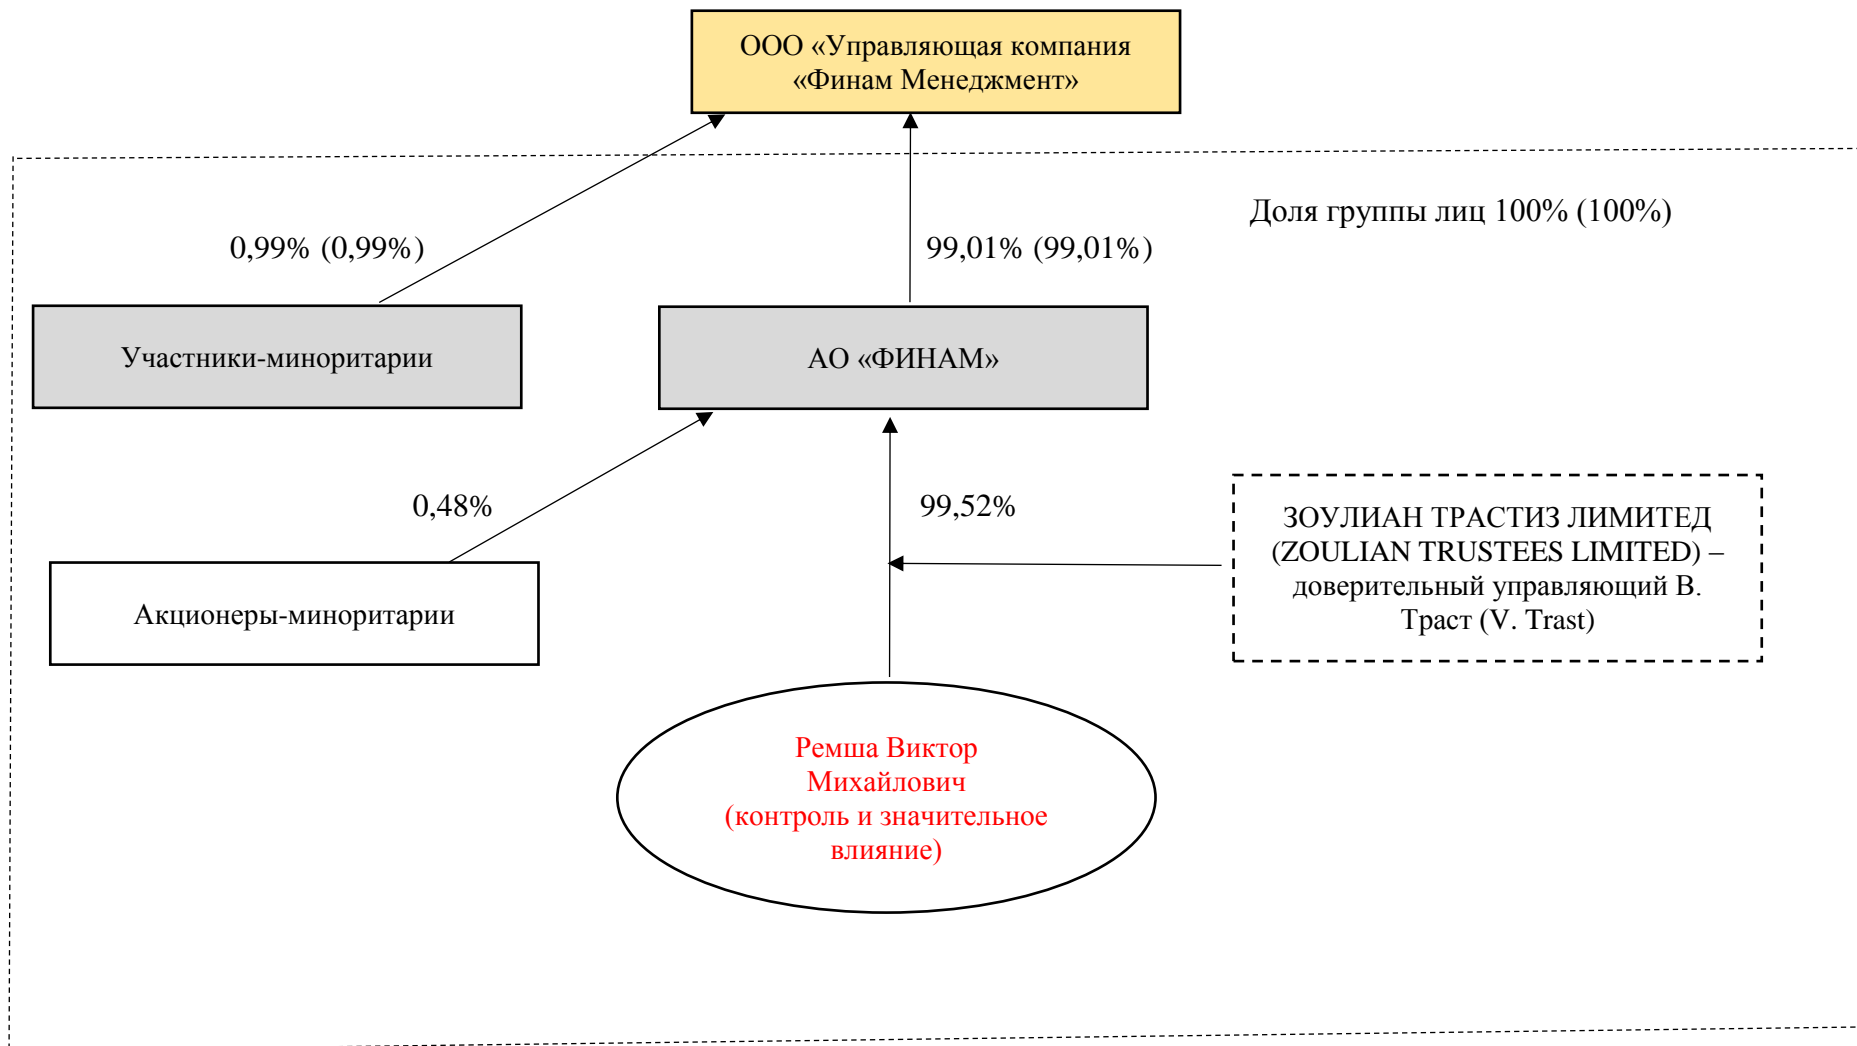 ООО «Управляющая компания
«Финам Менеджмент»
Доля группы лиц 100% (100%)
0,99% (0,99%)
99,01% (99,01%)
Участники-миноритарии
АО «ФИНАМ»
0,48%
99,52%
ЗОУЛИАН ТРАСТИЗ ЛИМИТЕД
(ZOULIAN TRUSTEES LIMITED) –
доверительный управляющий В.
Траст (V. Trast)
Акционеры-миноритарии
Ремша Виктор
Михайлович
(контроль и значительное
влияние)